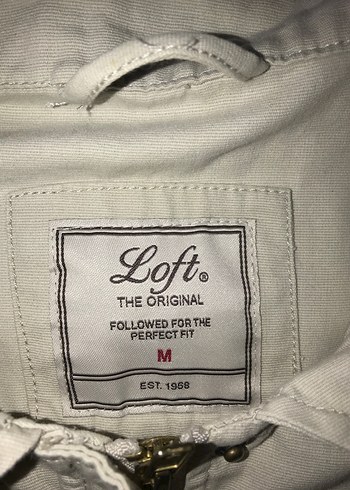 Loft®
THE ORIGINAL
FOLLOWED FOR THE
PERFECT FIT
M
EST. 1958